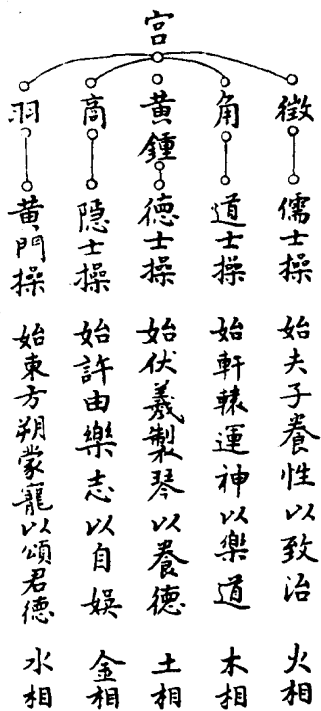 宮
徵 儒士操 始夫子養性以致治 火相
角 道士操 始軒轅運神以樂道 木相
黄鍾 德士操 始伏羲製琴以養德 土相
商 隐士操 始許由樂志以自娛 金相
羽 黄門操 始東方朔蒙寵以頌君德 水相